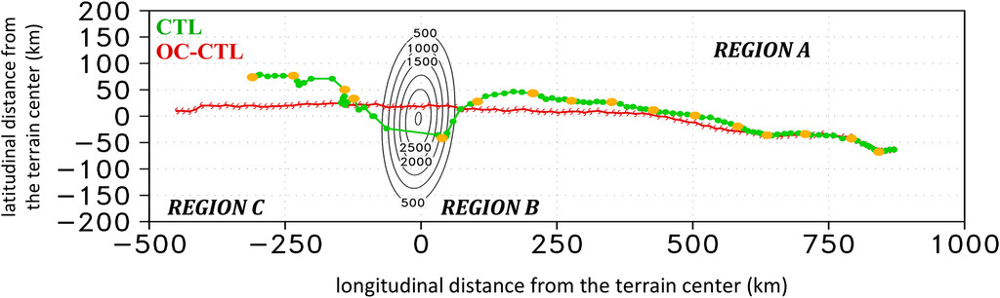 latitudinal distance from
the terrain center (km)
200
150
100
50
0
−50
−100
−150
−200
CTL
OC-CTL
REGION A
REGION B
REGION C
500
1000
1500
0
2500
2000
500
−500
−250
0
250
500
750
1000
longitudinal distance from the terrain center (km)